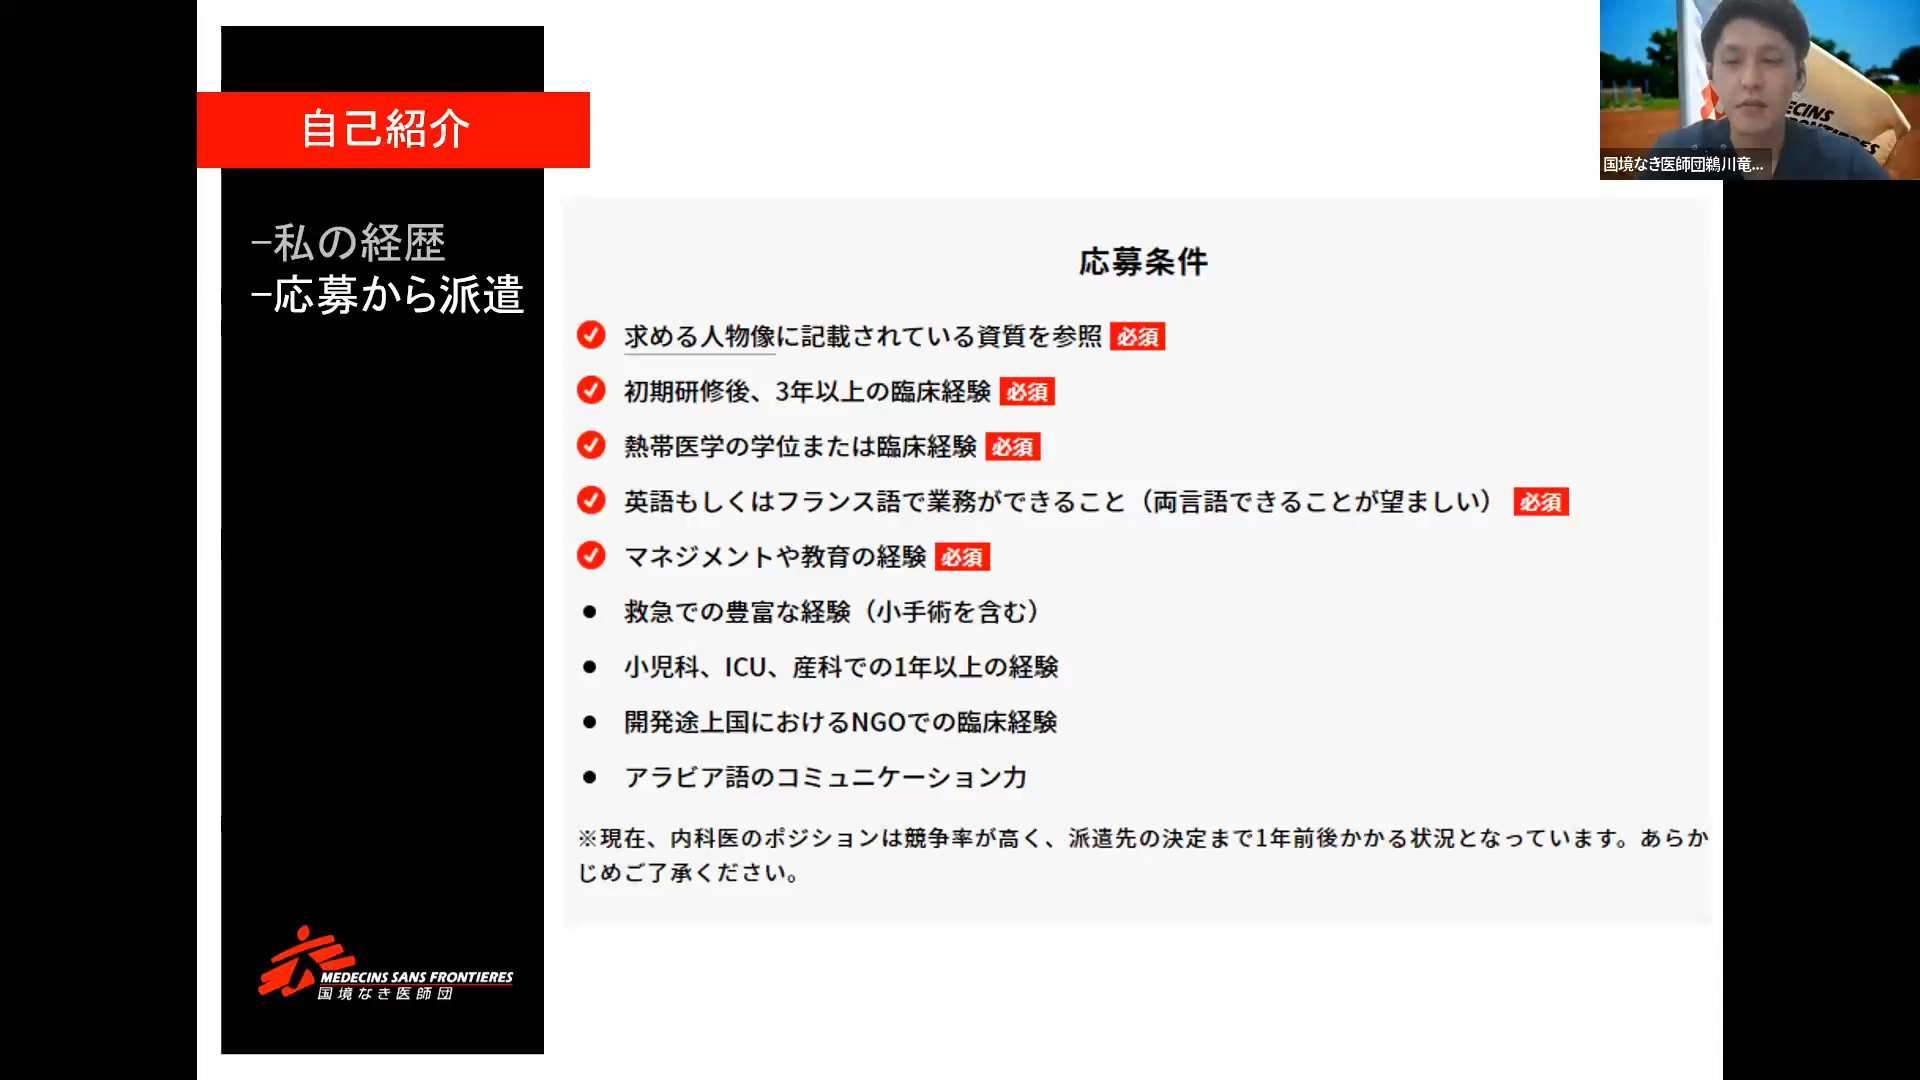 自己紹介
-私の経歴
-応募から派遣
応募条件
求める人物像に記載されている資質を参照 必須
初期研修後、3年以上の臨床経験 必須
熱帯医学の学位または臨床経験 必須
英語もしくはフランス語で業務ができること（両言語できることが望ましい） 必須
マネジメントや教育の経験 必須
● 救急での豊富な経験（小手術を含む）
● 小児科、ICU、産科での1年以上の経験
● 開発途上国におけるNGOでの臨床経験
● アラビア語のコミュニケーション力
※現在、内科医のポジションは競争率が高く、派遣先の決定まで1年前後かかる状況となっています。あらか
じめご了承ください。
MEDECINS SANS FRONTIERES
国境なき医師団
国境なき医師団鵜川竜...